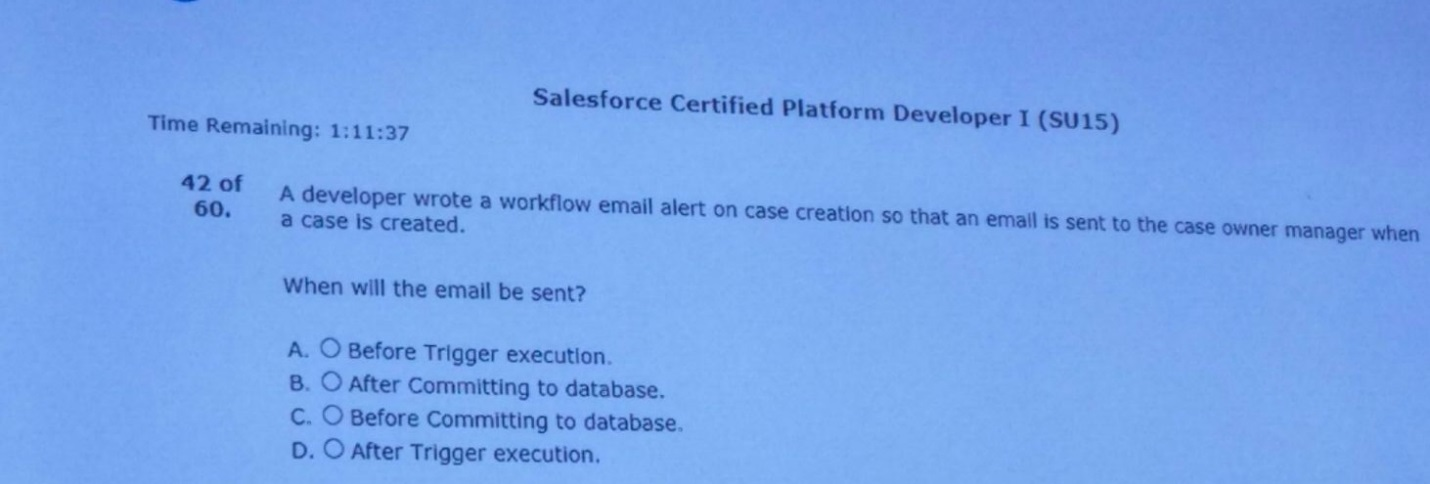 Salesforce Certified Platform Developer I (SU15)
Time Remaining: 1:11:37
42 of
60.
A developer wrote a workflow email alert on case creation so that an email is sent to the case owner manager when
a case is created.
When will the email be sent?
A. Before Trigger execution.
B. After Committing to database.
C. Before Committing to database.
D. After Trigger execution.